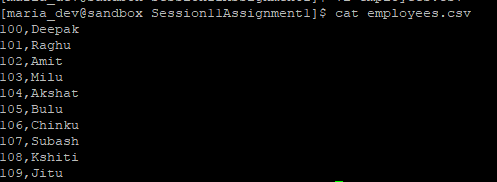 [maria_dev@sandbox Session11Assignment1]$ cat employees.csv
100,Deepak
101,Raghu
102,Amit
103,Milu
104,Akshat
105,Bulu
106,Chinku
107,Subash
108,Kshiti
109,Jitu